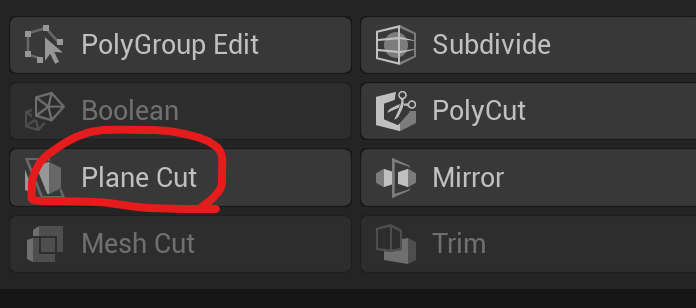 PolyGroup Edit
Subdivide
Boolean
PolyCut
Plane Cut
Mirror
Mesh Cut
Trim